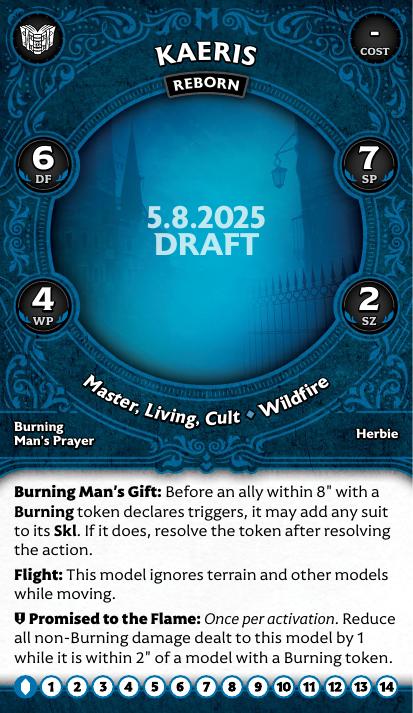 KAERIS
REBORN
-
COST
6
DF
7
SP
5.8.2025
DRAFT
4
WP
2
SZ
Master, Living, Cult ◆ Wildfire
Burning
Man's Prayer
Herbie
Burning Man's Gift: Before an ally within 8" with a
Burning token declares triggers, it may add any suit
to its Skl. If it does, resolve the token after resolving
the action.
Flight: This model ignores terrain and other models
while moving.
Promised to the Flame: Once per activation. Reduce
all non-Burning damage dealt to this model by 1
while it is within 2" of a model with a Burning token.
1 2 3 4 5 6 7 8 9 10 11 12 13 14